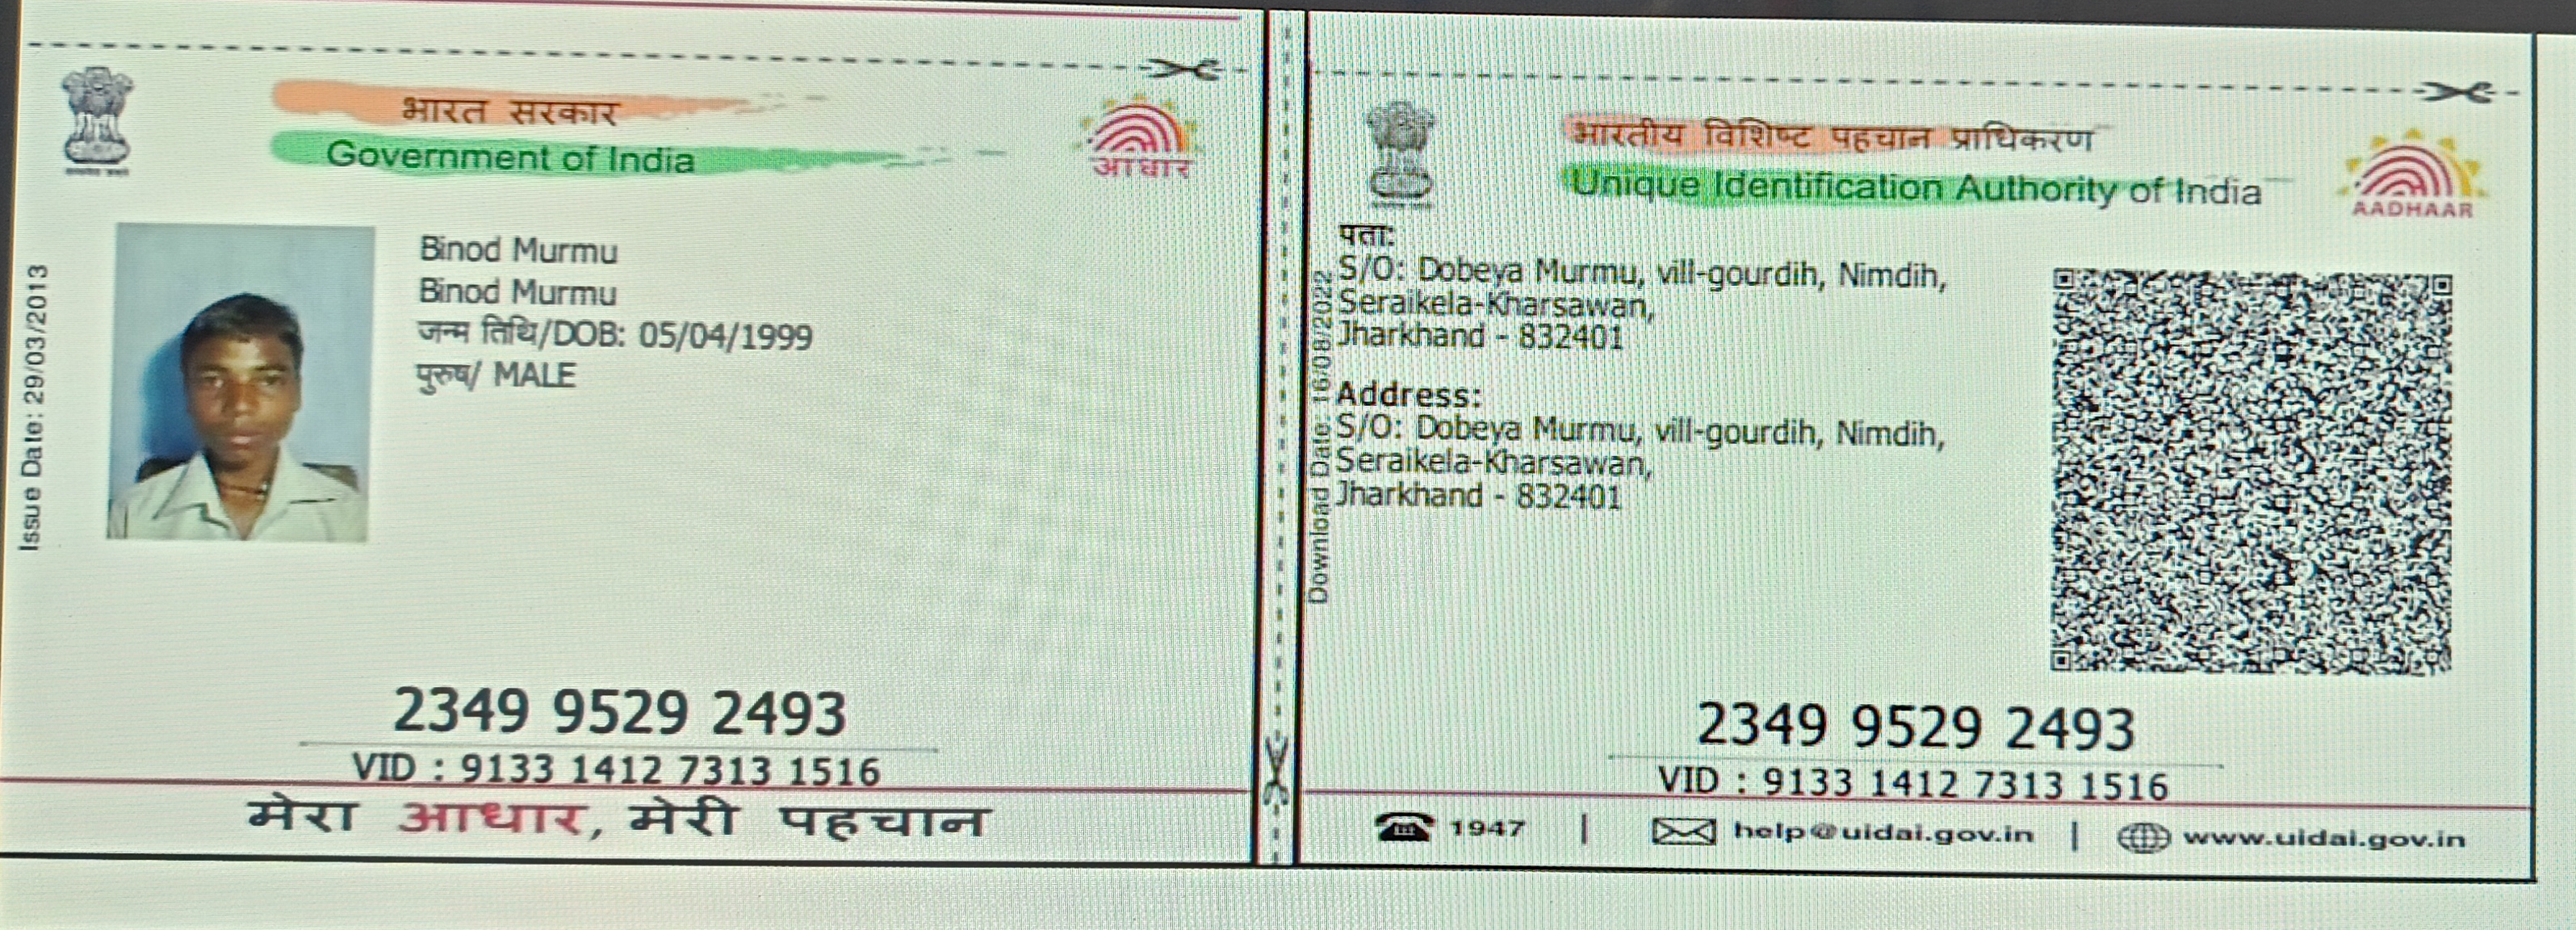 भारत सरकार
Government of India
आधार
Issue Date: 29/03/2013
Binod Murmu
Binod Murmu
जन्म तिथि/DOB: 05/04/1999
पुरुष/ MALE
2349 9529 2493
VID : 9133 1412 7313 1516
मेरा आधार, मेरी पहचान
भारतीय विशिष्ट पहचान प्राधिकरण
Unique Identification Authority of India
AADHAAR
Download Date: 16/08/2022
पता:
S/O: Dobeya Murmu, vill-gourdih, Nimdih,
Seraikela-Kharsawan,
Jharkhand - 832401
Address:
S/O: Dobeya Murmu, vill-gourdih, Nimdih,
Seraikela-Kharsawan,
Jharkhand - 832401
2349 9529 2493
VID : 9133 1412 7313 1516
1947 | help@uidai.gov.in | www.uidai.gov.in